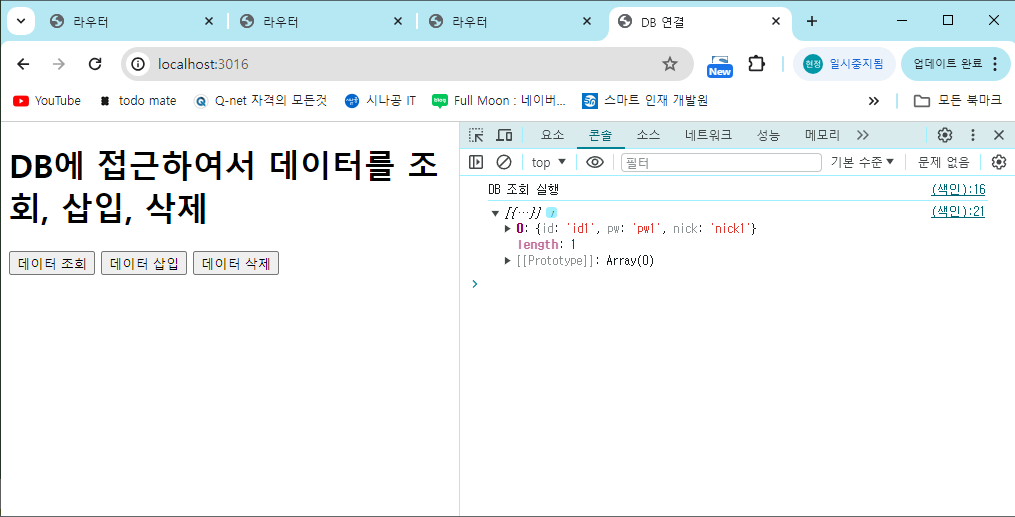 라우터 라우터 라우터 DB 연결
localhost:3016 New 현정 일시중지됨 업데이트 완료
YouTube todo mate Q-net 자격의 모든것 시나공 IT Full Moon : 네이버... 스마트 인재 개발원 모든 북마크
요소 콘솔 소스 네트워크 성능 메모리
top 필터 기본 수준 문제 없음
DB에 접근하여서 데이터를 조
회, 삽입, 삭제
데이터 조회 데이터 삽입 데이터 삭제
DB 조회 실행 (색인):16
[{…}] i (색인):21
0: {id: 'id1', pw: 'pw1', nick: 'nick1'}
length: 1
[[Prototype]]: Array(0)